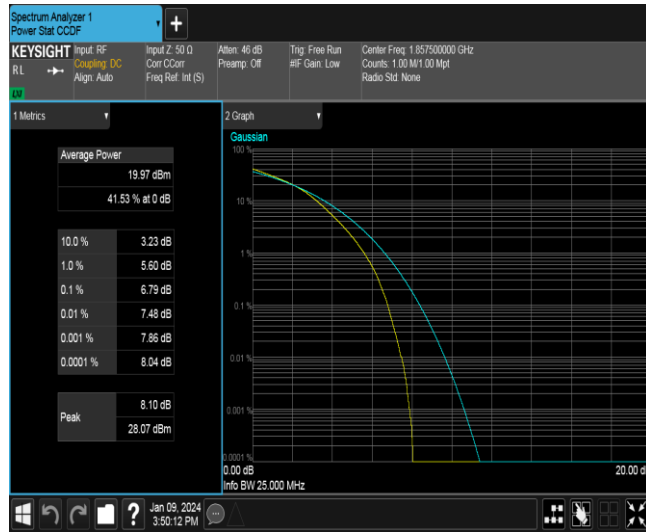 Spectrum Analyzer 1
Power Stat CCDF
+
KEYSIGHT
RL
LXI
Input: RF
Coupling: DC
Align: Auto
Input Z: 50 Ω
Corr CCorr
Freq Ref: Int (S)
Atten: 46 dB
Preamp: Off
Trig: Free Run
#IF Gain: Low
Center Freq: 1.857500000 GHz
Counts: 1.00 M/1.00 Mpt
Radio Std: None
1 Metrics
Average Power
19.97 dBm
41.53 % at 0 dB
10.0 % 3.23 dB
1.0 % 5.60 dB
0.1 % 6.79 dB
0.01 % 7.48 dB
0.001 % 7.86 dB
0.0001 % 8.04 dB
Peak 8.10 dB
28.07 dBm
2 Graph
Gaussian
100 %
10 %
1 %
0.1 %
0.01 %
0.001 %
0.0001 %
0.00 dB
20.00 d
Info BW 25.000 MHz
?
Jan 09, 2024
3:50:12 PM